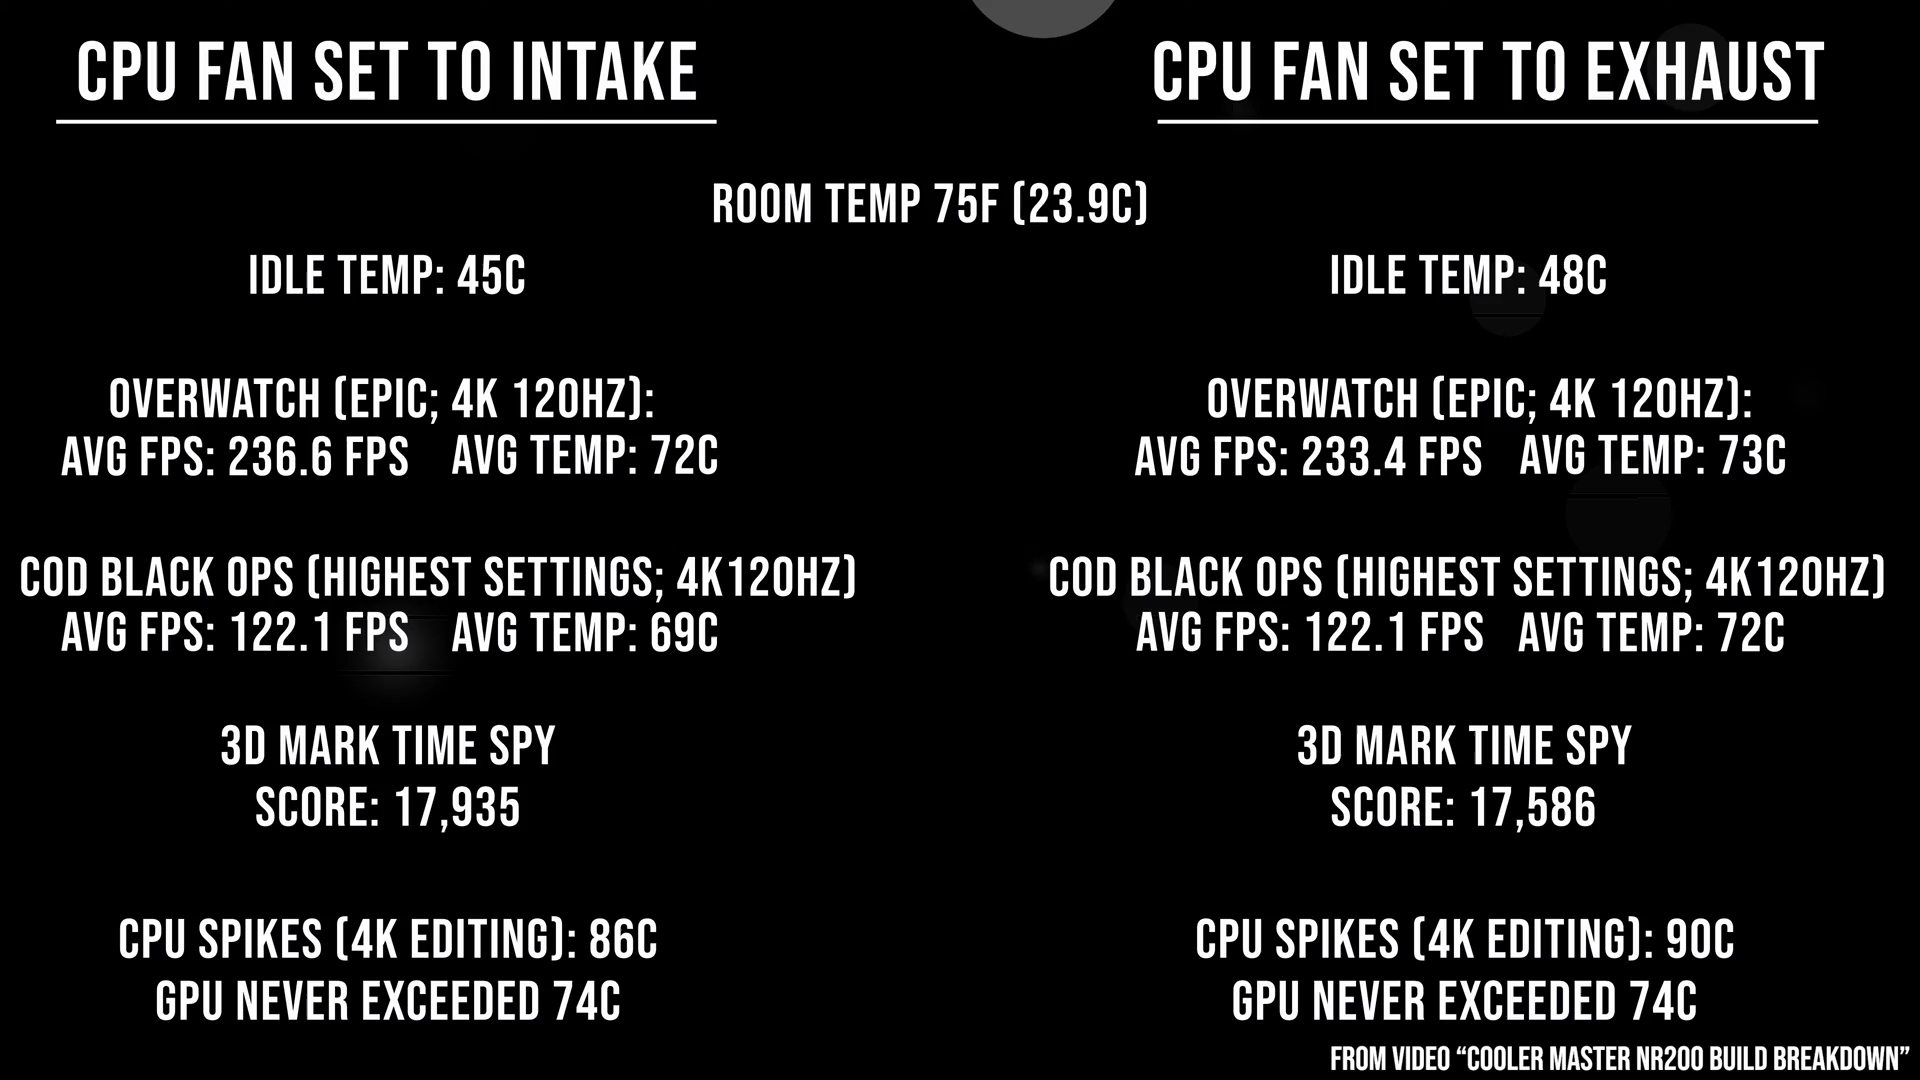 CPU FAN SET TO INTAKE
CPU FAN SET TO EXHAUST
ROOM TEMP 75F (23.9C)
IDLE TEMP: 45C
OVERWATCH (EPIC; 4K 120HZ):
AVG FPS: 236.6 FPS AVG TEMP: 72C
COD BLACK OPS (HIGHEST SETTINGS; 4K120HZ)
AVG FPS: 122.1 FPS AVG TEMP: 69C
3D MARK TIME SPY
SCORE: 17,935
CPU SPIKES (4K EDITING): 86C
GPU NEVER EXCEEDED 74C
IDLE TEMP: 48C
OVERWATCH (EPIC; 4K 120HZ):
AVG FPS: 233.4 FPS AVG TEMP: 73C
COD BLACK OPS (HIGHEST SETTINGS; 4K120HZ)
AVG FPS: 122.1 FPS AVG TEMP: 72C
3D MARK TIME SPY
SCORE: 17,586
CPU SPIKES (4K EDITING): 90C
GPU NEVER EXCEEDED 74C
FROM VIDEO “COOLER MASTER NR200 BUILD BREAKDOWN”